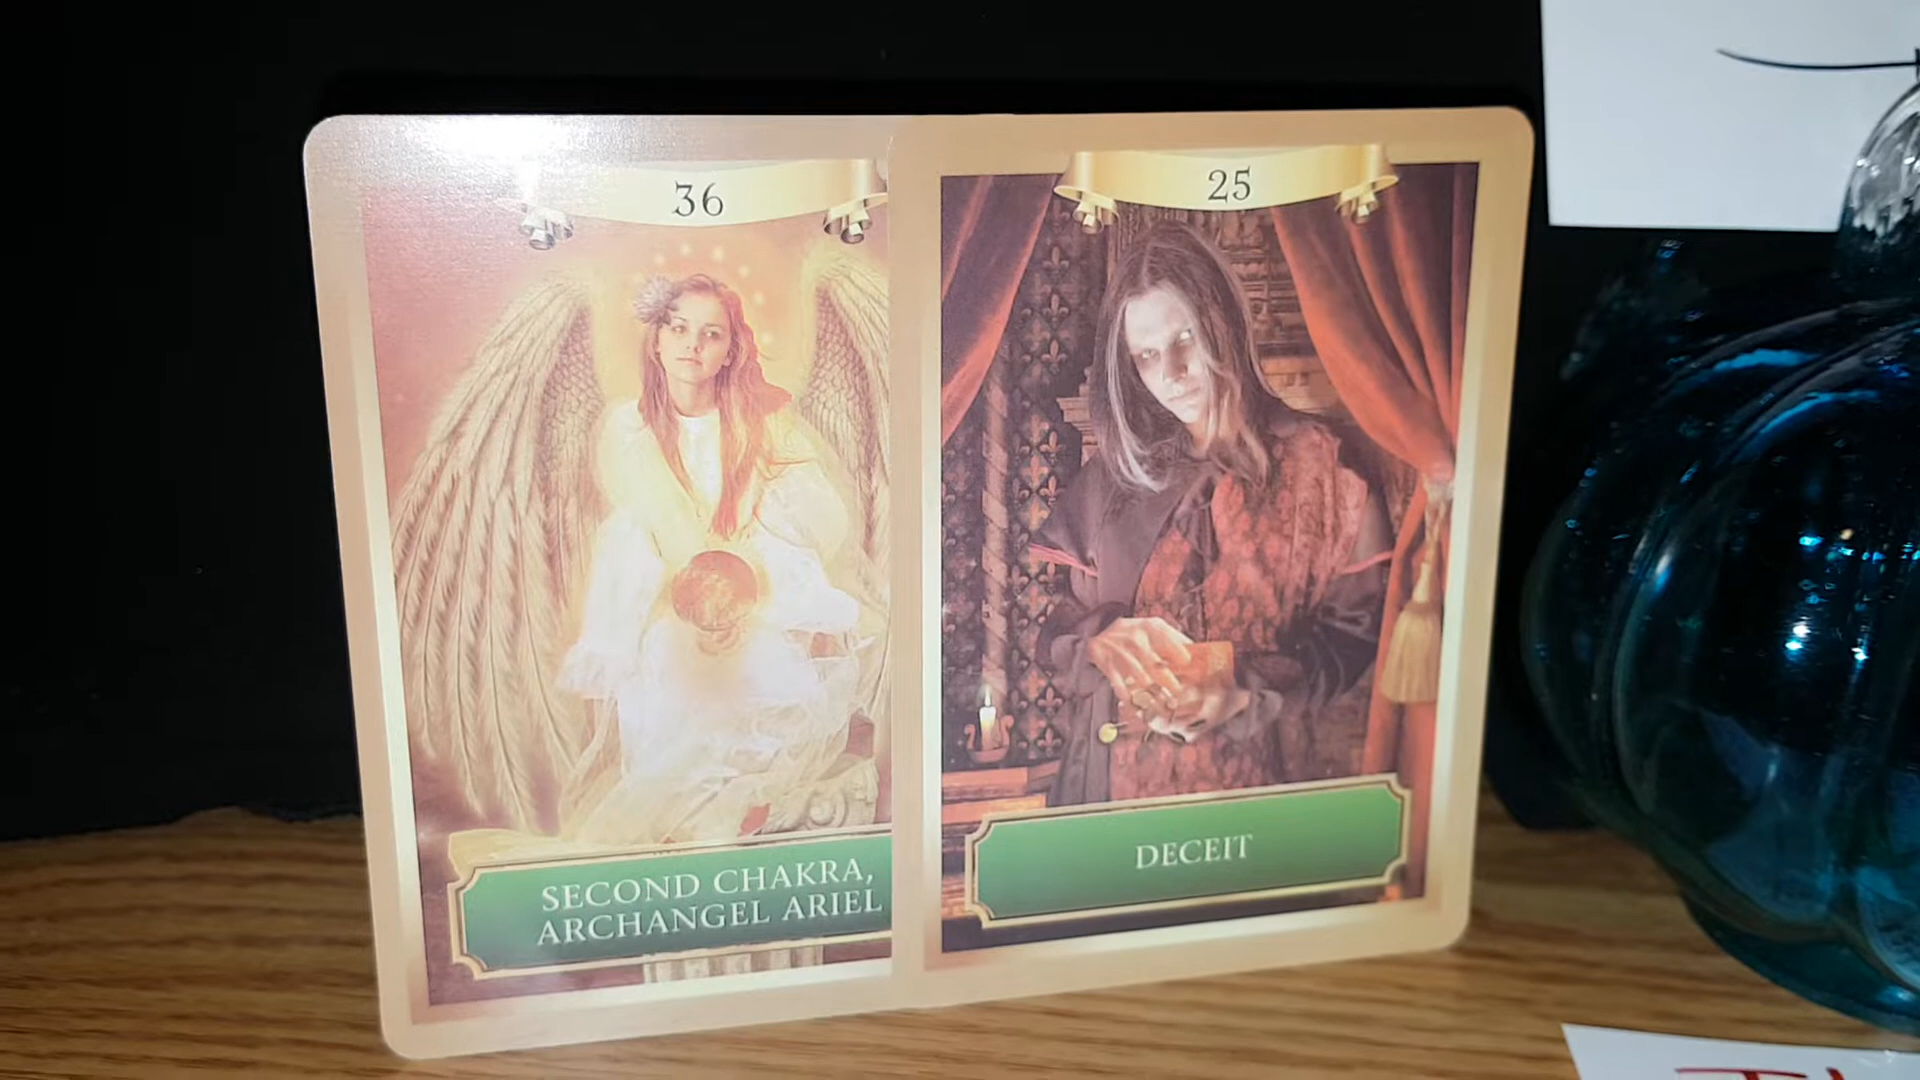 36
SECOND CHAKRA,
ARCHANGEL ARIEL
25
DECEIT